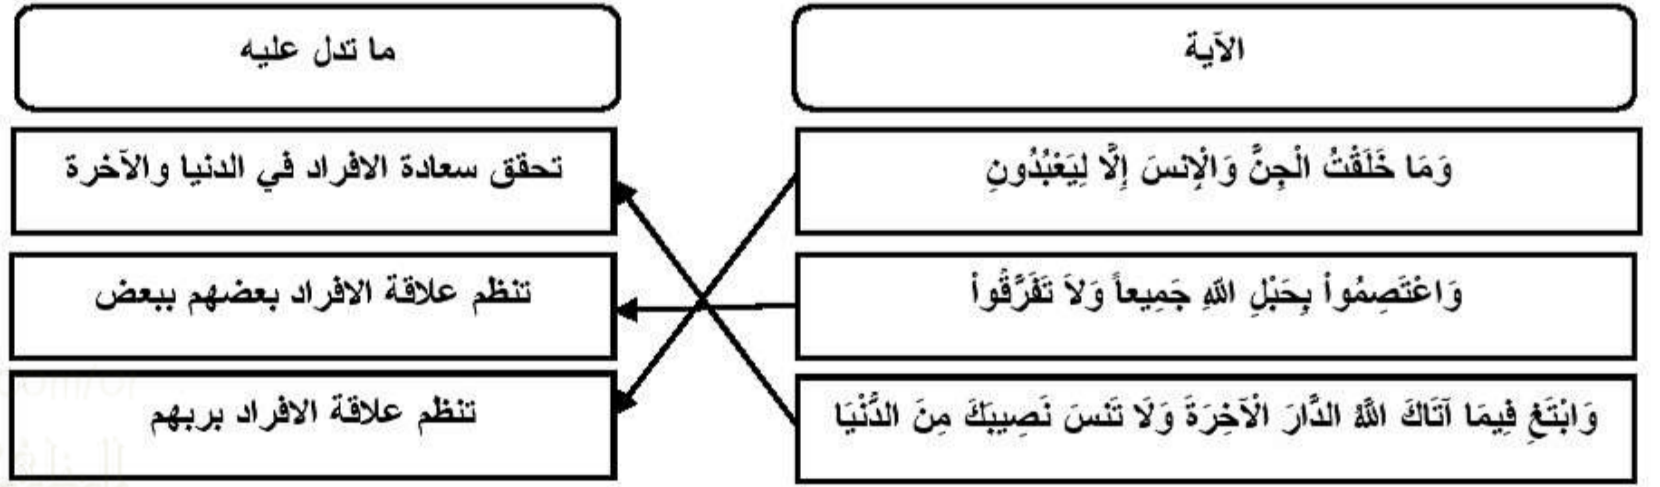 الآية
ما تدل عليه
وَمَا خَلَقْتُ الْجِنَّ وَالْإِنسَ إِلَّا لِيَعْبُدُونِ
تحقق سعادة الافراد في الدنيا والآخرة
وَاعْتَصِمُواْ بِحَبْلِ اللّهِ جَمِيعاً وَلاَ تَفَرَّقُواْ
تنظم علاقة الافراد بعضهم ببعض
وَابْتَغِ فِيمَا آتَاكَ اللَّهُ الدَّارَ الْآخِرَةَ وَلَا تَنسَ نَصِيبَكَ مِنَ الدُّنْيَا
تنظم علاقة الافراد بربهم